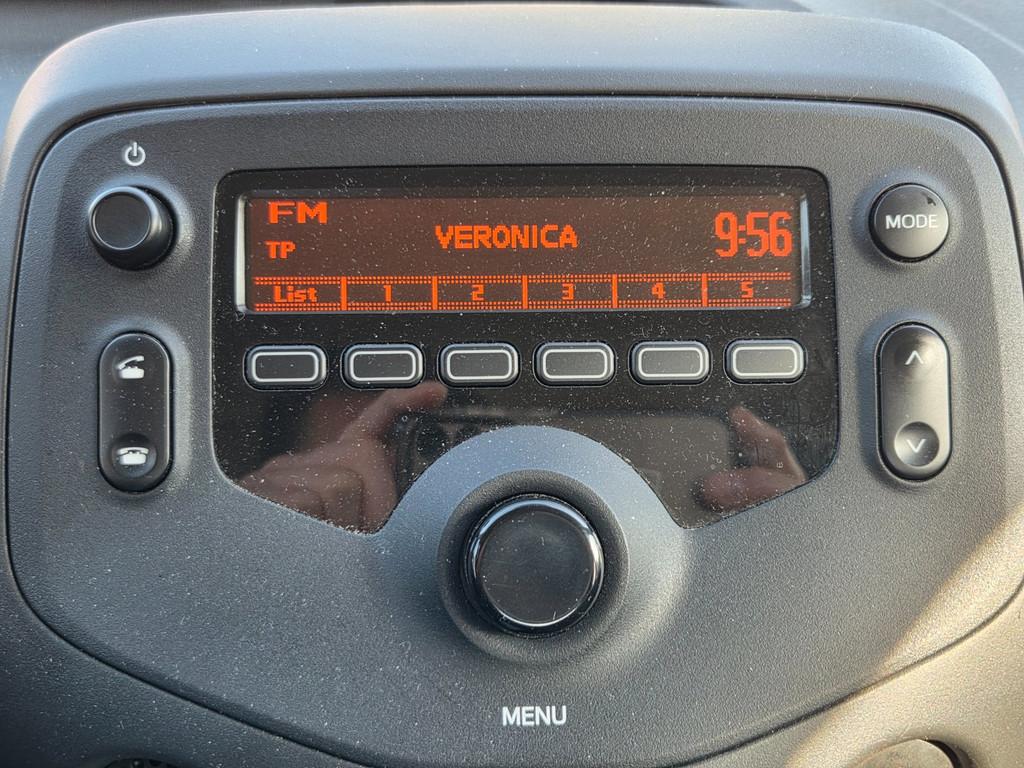 FM
TP
VERONICA
9:56
List 1 2 3 4 5
MODE
MENU